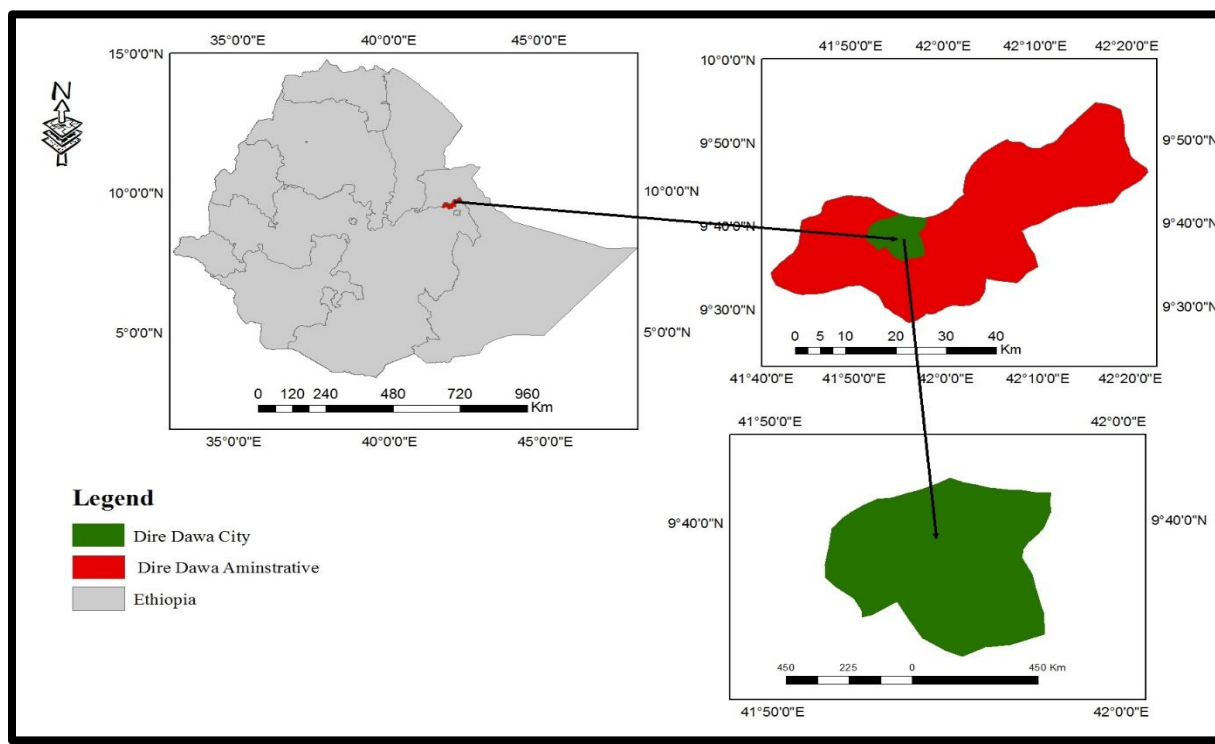 N
35°0'0"E 40°0'0"E 45°0'0"E
15°0'0"N
10°0'0"N 10°0'0"N
5°0'0"N 5°0'0"N
0 120 240 480 720 960
Km
35°0'0"E 40°0'0"E 45°0'0"E
41°50'0"E 42°0'0"E 42°10'0"E 42°20'0"E
10°0'0"N
9°50'0"N 9°50'0"N
9°40'0"N 9°40'0"N
9°30'0"N 9°30'0"N
0 5 10 20 30 40
Km
41°40'0"E 41°50'0"E 42°0'0"E 42°10'0"E 42°20'0"E
41°50'0"E 42°0'0"E
9°40'0"N 9°40'0"N
450 225 0 450 Km
41°50'0"E 42°0'0"E
Legend
Dire Dawa City
Dire Dawa Aminstrative
Ethiopia